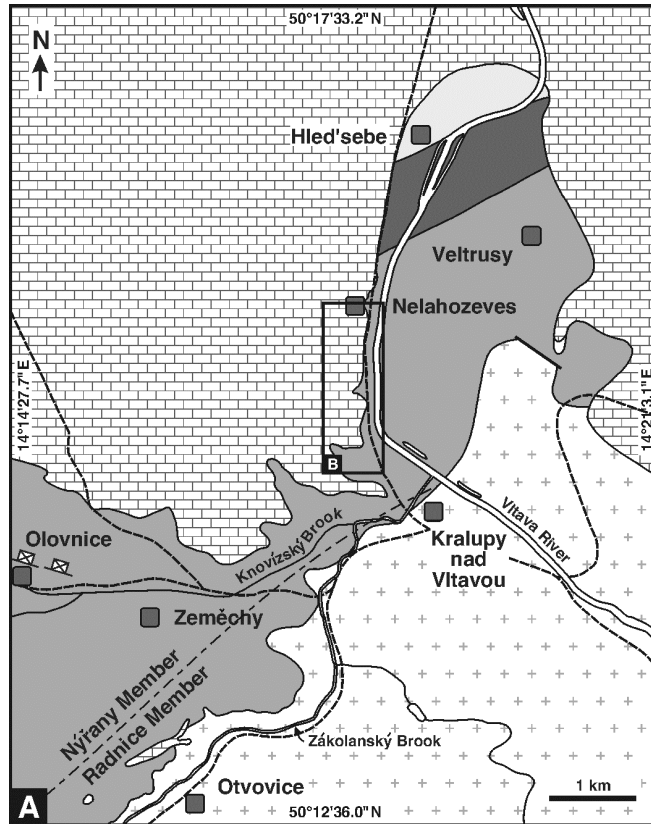 50°17'33.2" N
N
Hled'sebe
Veltrusy
Nelahozeves
14°14'27.7" E
14°21'3.1" E
B
Olovnice
Knovízský Brook
Kralupy
nad
Vltavou
Vltava River
Zeměchy
Nýřany Member
Radnice Member
Zákolanský Brook
Otvovice
1 km
A
50°12'36.0" N